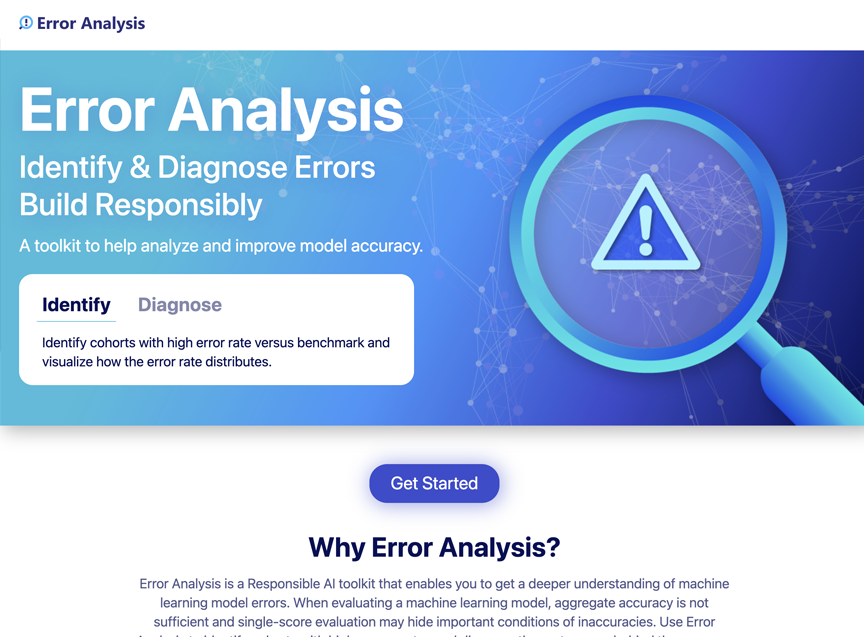 Error Analysis
Error Analysis
Identify & Diagnose Errors
Build Responsibly
A toolkit to help analyze and improve model accuracy.
Identify Diagnose
Identify cohorts with high error rate versus benchmark and
visualize how the error rate distributes.
Get Started
Why Error Analysis?
Error Analysis is a Responsible AI toolkit that enables you to get a deeper understanding of machine
learning model errors. When evaluating a machine learning model, aggregate accuracy is not
sufficient and single-score evaluation may hide important conditions of inaccuracies. Use Error